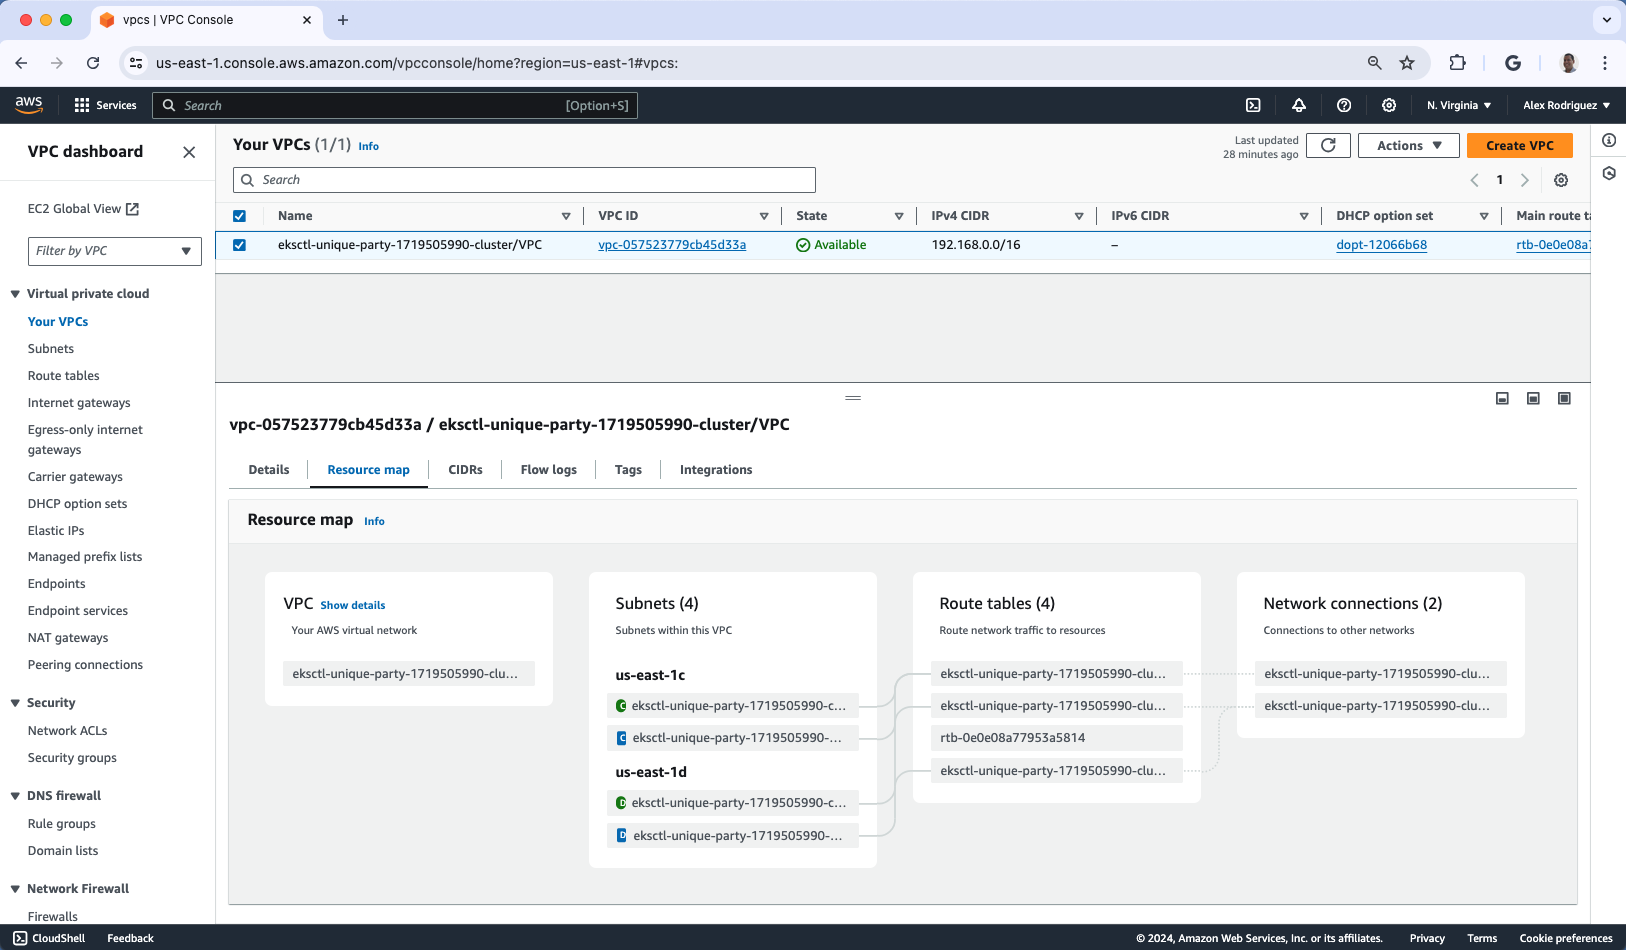 vpcs | VPC Console
us-east-1.console.aws.amazon.com/vpcconsole/home?region=us-east-1#vpcs:
aws Services Search [Option+S] N. Virginia Alex Rodriguez
VPC dashboard
EC2 Global View
Filter by VPC
Virtual private cloud
Your VPCs
Subnets
Route tables
Internet gateways
Egress-only internet
gateways
Carrier gateways
DHCP option sets
Elastic IPs
Managed prefix lists
Endpoints
Endpoint services
NAT gateways
Peering connections
Security
Network ACLs
Security groups
DNS firewall
Rule groups
Domain lists
Network Firewall
Firewalls
Your VPCs (1/1) Info
Last updated
28 minutes ago
Actions
Create VPC
Search
1
Name VPC ID State IPv4 CIDR IPv6 CIDR DHCP option set Main route ta
eksctl-unique-party-1719505990-cluster/VPC vpc-057523779cb45d33a Available 192.168.0.0/16 – dopt-12066b68 rtb-0e0e08a7
vpc-057523779cb45d33a / eksctl-unique-party-1719505990-cluster/VPC
Details Resource map CIDRs Flow logs Tags Integrations
Resource map Info
VPC Show details
Your AWS virtual network
eksctl-unique-party-1719505990-clu...
Subnets (4)
Subnets within this VPC
us-east-1c
C eksctl-unique-party-1719505990-c...
C eksctl-unique-party-1719505990-...
us-east-1d
D eksctl-unique-party-1719505990-c...
D eksctl-unique-party-1719505990-...
Route tables (4)
Route network traffic to resources
eksctl-unique-party-1719505990-clu...
eksctl-unique-party-1719505990-clu...
rtb-0e0e08a77953a5814
eksctl-unique-party-1719505990-clu...
Network connections (2)
Connections to other networks
eksctl-unique-party-1719505990-clu...
eksctl-unique-party-1719505990-clu...
CloudShell Feedback © 2024, Amazon Web Services, Inc. or its affiliates. Privacy Terms Cookie preferences